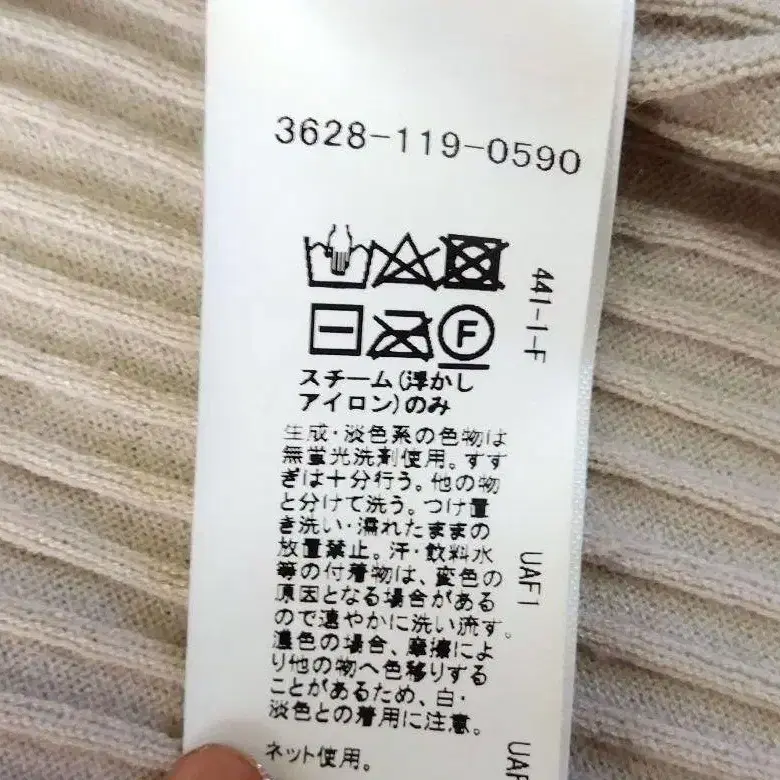 3628-119-0590
F
スチーム(浮かし
アイロン)のみ
生成・淡色系の色物は
無蛍光洗剤使用。すす
ぎは十分行う。他の物
と分けて洗う。つけ置
き洗い・濡れたままの
放置禁止。汗・飲料水
等の付着物は、変色の
原因となる場合がある
ので速やかに洗い流す。
濃色の場合、摩擦によ
り他の物へ色移りする
ことがあるため、白・
淡色との着用に注意。
ネット使用。
441-1-F
UAF1